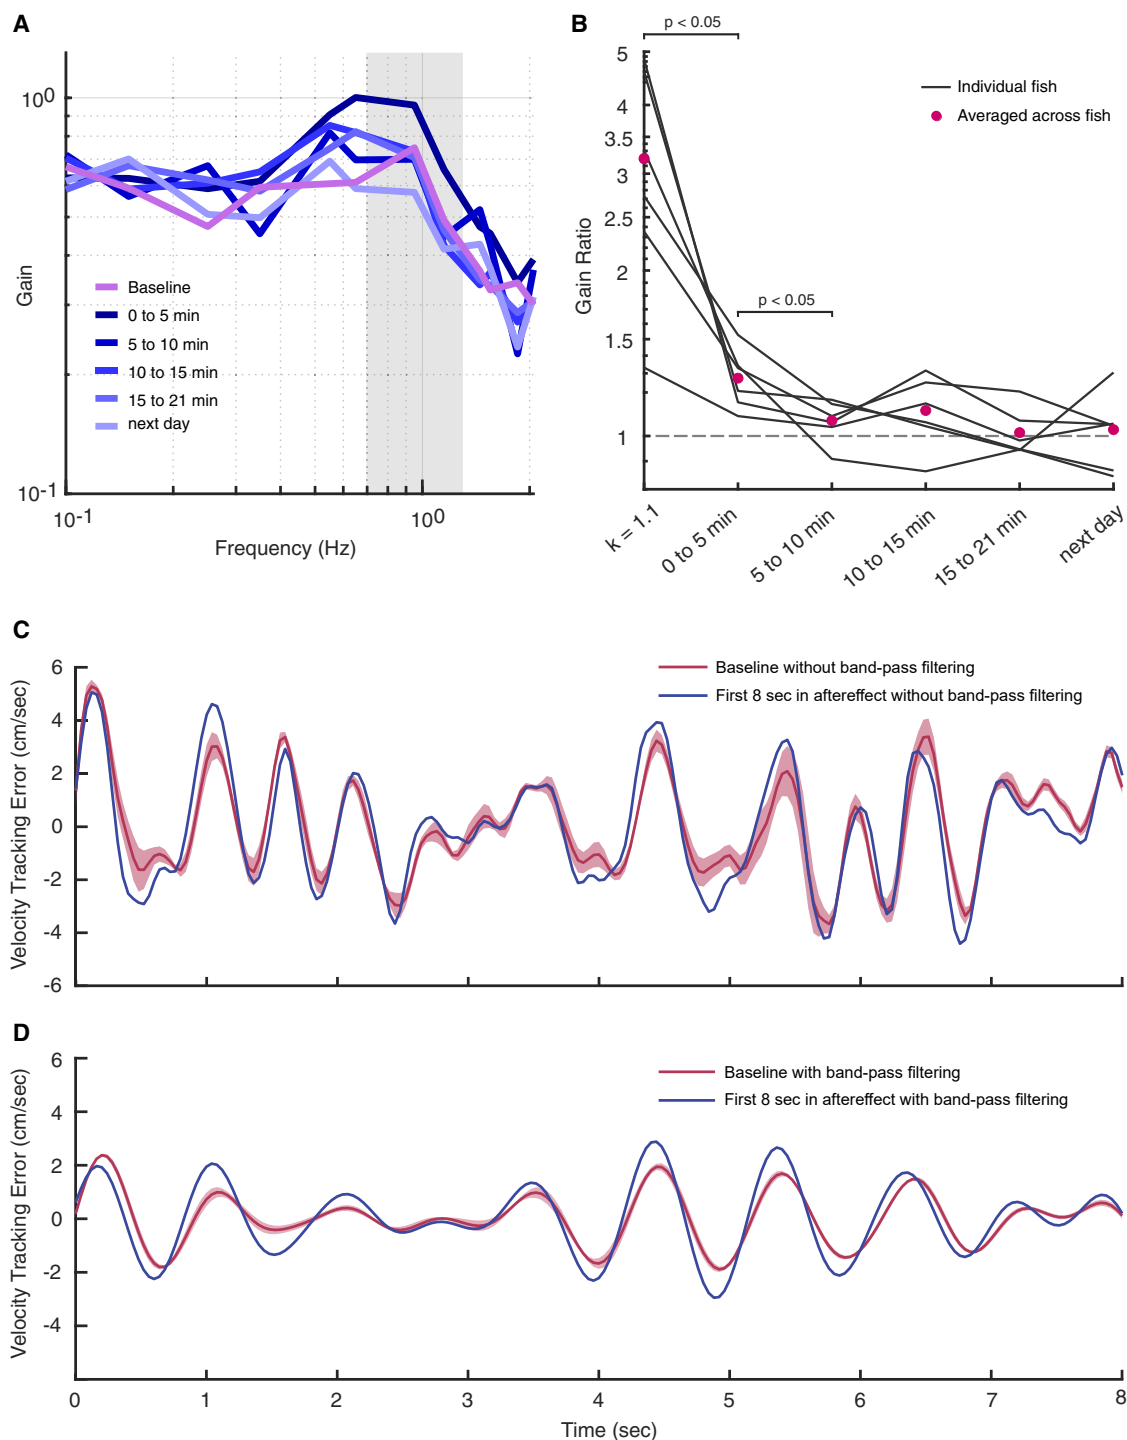 A
10^0
10^-1
10^-1
10^0
Gain
Frequency (Hz)
Baseline
0 to 5 min
5 to 10 min
10 to 15 min
15 to 21 min
next day
B
p < 0.05
p < 0.05
5
4
3.5
3
2.5
2
1.5
1
Gain Ratio
Individual fish
Averaged across fish
k = 1.1
0 to 5 min
5 to 10 min
10 to 15 min
15 to 21 min
next day
C
6
4
2
0
-2
-4
-6
Velocity Tracking Error (cm/sec)
Baseline without band-pass filtering
First 8 sec in aftereffect without band-pass filtering
D
6
4
2
0
-2
-4
Velocity Tracking Error (cm/sec)
Baseline with band-pass filtering
First 8 sec in aftereffect with band-pass filtering
0 1 2 3 4 5 6 7 8
Time (sec)